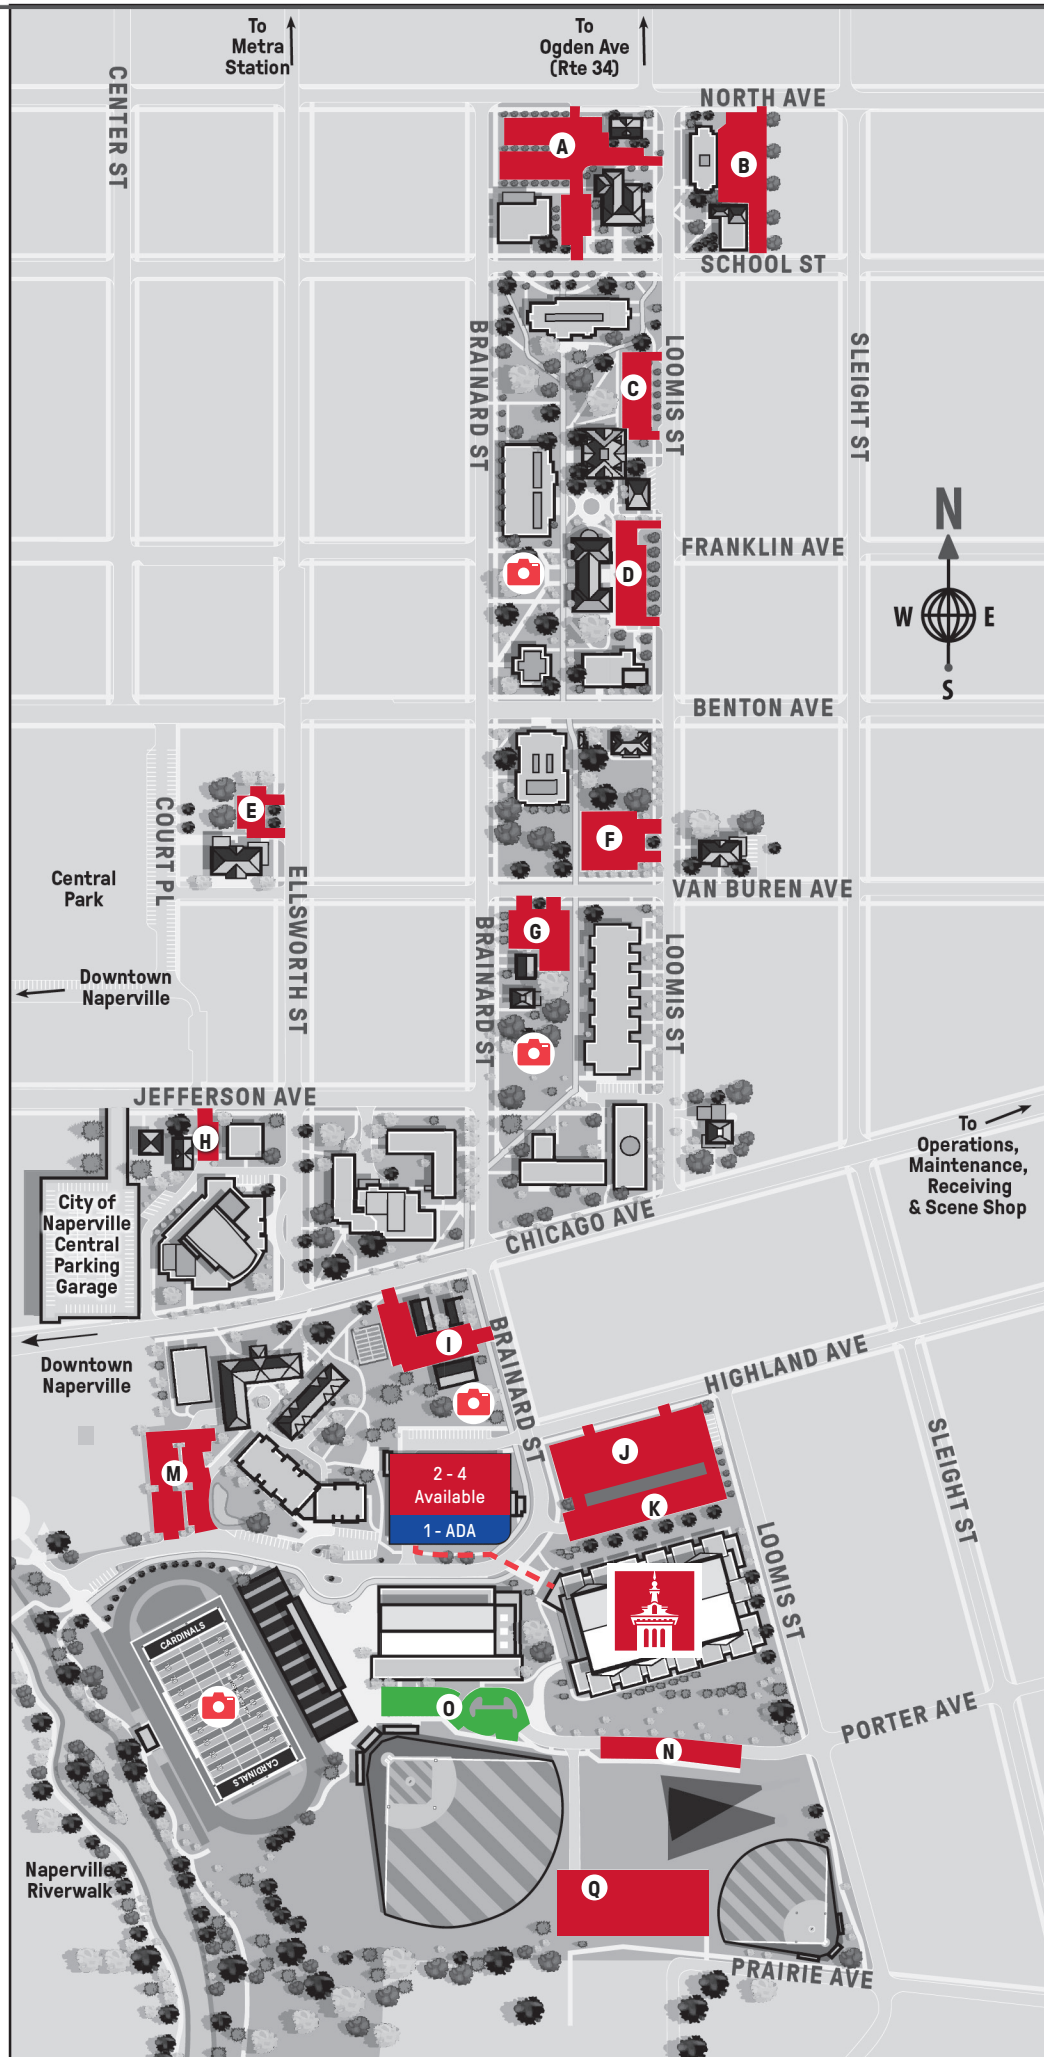 To
Metra
Station
To
Ogden Ave
(Rte 34)
CENTER ST
NORTH AVE
A
B
SCHOOL ST
BRAINARD ST
LOOMIS ST
SLEIGHT ST
C
N
FRANKLIN AVE
D
W
E
S
BENTON AVE
COURT PL
E
F
Central
Park
ELLSWORTH ST
VAN BUREN AVE
G
BRAINARD ST
LOOMIS ST
Downtown
Naperville
JEFFERSON AVE
H
To
Operations,
Maintenance,
Receiving
& Scene Shop
City of
Naperville
Central
Parking
Garage
CHICAGO AVE
I
BRAINARD ST
HIGHLAND AVE
Downtown
Naperville
SLEIGHT ST
J
M
2 - 4
Available
K
1 - ADA
LOOMIS ST
CARDINALS
O
PORTER AVE
N
CARDINALS
Naperville
Riverwalk
Q
PRAIRIE AVE